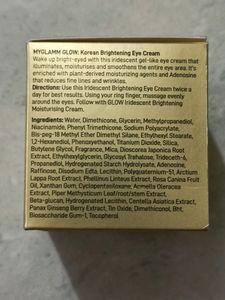 MYGLAMM GLOW: Korean Brightening Eye Cream
Wake up bright-eyed with this iridescent gel-like eye cream that
illuminates, moisturises and smoothens the entire eye area. It's
enriched with plant-derived moisturizing agents and Adenosine
that reduces fine lines and wrinkles.
Directions: Use this Iridescent Brightening Eye Cream twice a
day for best results. Using your ring finger, massage evenly
around the eyes. Follow with GLOW Iridescent Brightening
Moisturising Cream.
Ingredients: Water, Dimethicone, Glycerin, Methylpropanediol,
Niacinamide, Phenyl Trimethicone, Sodium Polyacrylate,
Bis-peg-18 Methyl Ether Dimethyl Silane, Ethylhexyl Stearate,
1,2-Hexanediol, Phenoxyethanol, Titanium Dioxide, Silica,
Butylene Glycol, Fragrance, Mica, Dioscorea Japonica Root
Extract, Ethylhexylglycerin, Glycosyl Trehalose, Trideceth-6,
Propanediol, Hydrogenated Starch Hydrolysate, Adenosine,
Raffinose, Disodium Edta, Lecithin, Polyquaternium-51, Arctium
Lappa Root Extract, Phellinus Linteus Extract, Rosa Canina Fruit
Oil, Xanthan Gum, Cyclopentasiloxane, Acmella Oleracea
Extract, Piper Methysticum Leaf/root/stem Extract,
Beta-glucan, Hydrogenated Lecithin, Centella Asiatica Extract,
Panax Ginseng Berry Extract, Tin Oxide, Dimethiconol, Bht,
Biosaccharide Gum-1, Tocopherol